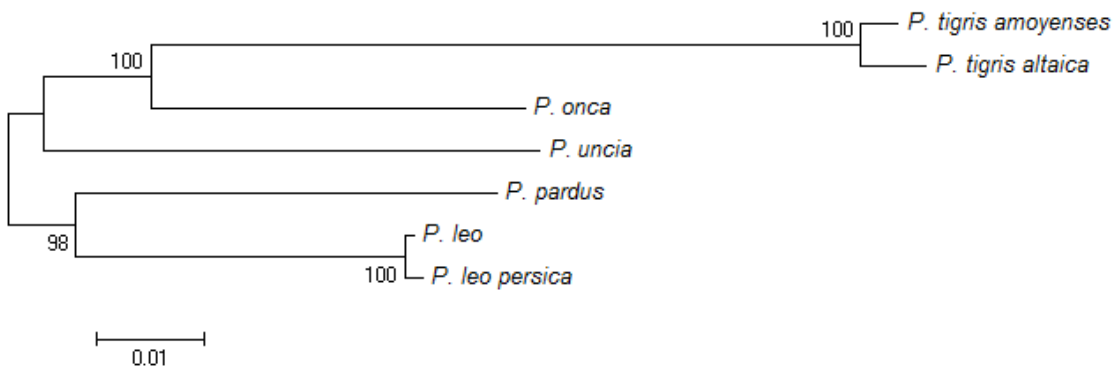 100
P. tigris amoyenses
P. tigris altaica
100
P. onca
P. uncia
P. pardus
98
P. leo
100
P. leo persica
0.01